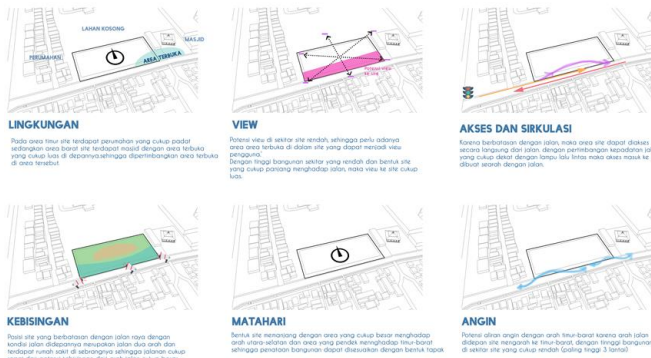 LAHAN KOSONG
MASJID
PERUMAHAN
AREA TERBUKA
LINGKUNGAN
Pada area timur site terdapat perumahan yang cukup padat
sedangkan area barat site terdapat masjid dengan area terbuka
yang cukup luas di depannya,sehingga dipertimbangkan area terbuka
di area tersebut
Potensi view
ke site
VIEW
Potensi view di sekitar site rendah, sehingga perlu adanya
area area terbuka di dalam site yang dapat menjadi view
pengguna.
Dengan tinggi bangunan sekitar yang rendah dan bentuk site
yang cukup panjang menghadap jalan, maka view ke site cukup
luas.
AKSES DAN SIRKULASI
Karena berbatasan dengan jalan, maka area site dapat diakses
secara langsung dari jalan, dengan pertimbangan kepadatan
yang cukup dekat dengan lampu lalu lintas maka akses masuk ke
dibuat searah dengan jalan.
KEBISINGAN
Posisi site yang berbatasan dengan jalan raya dengan
kondisi jalan didepannya merupakan jalan dua arah dan
terdapat rumah sakit di sebrangnya sehingga jalanan cukup
MATAHARI
Bentuk site memanjang dengan area yang cukup besar menghadap
arah utara-selatan dan area yang pendek menghadap timur-barat
sehingga penataan bangunan dapat disesuaikan dengan bentuk tapak
ANGIN
Potensi aliran angin dengan arah timur-barat karena arah jalan
didepan site mengarah ke timur-barat, dengan tinggi bangunan
di sekitar site yang cukup rendah (paling tinggi 3 lantai)